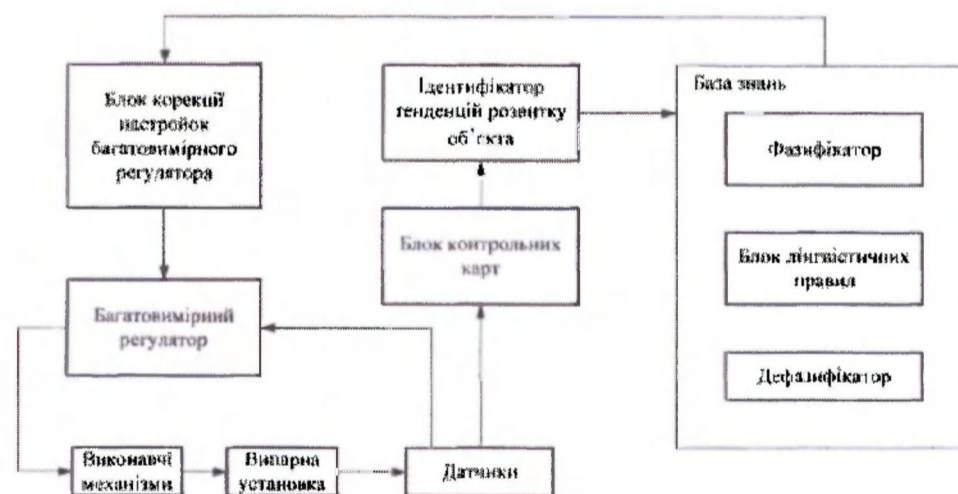 Блок корекції
настройок
багатовимірного
регулятора
Ідентифікатор
тенденцій розвитку
об'єкта
База знань
Фазифікатор
Блок контрольних
карт
Блок лінгвістичних
правил
Багатовимірний
регулятор
Дефазифікатор
Виконавчі
механізми
Випарна
установка
Датчики